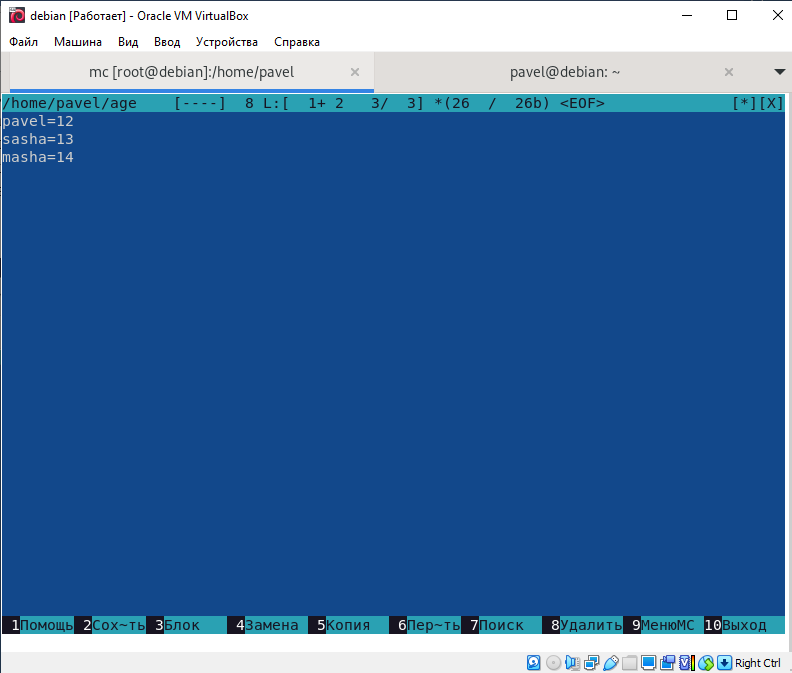 debian [Работает] - Oracle VM VirtualBox
Файл Машина Вид Ввод Устройства Справка
mc [root@debian]:/home/pavel
pavel@debian: ~
/home/pavel/age [----] 8 L:[ 1+ 2 3/ 3] *(26 / 26b) <EOF> [*][X]
pavel=12
sasha=13
masha=14
1Помощь 2Сох~ть 3Блок 4Замена 5Копия 6Пер~ть 7Поиск 8Удалить 9МенюMC 10Выход
Right Ctrl